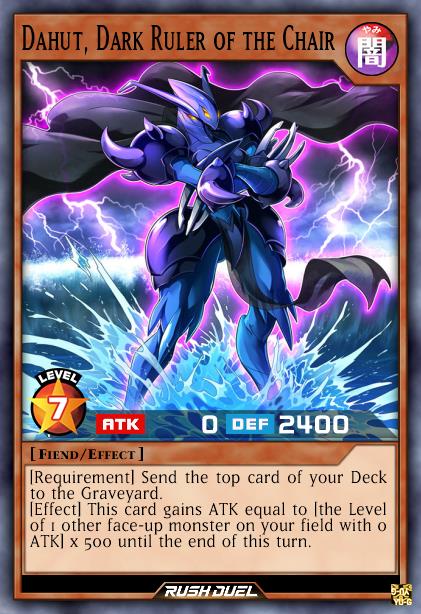 DAHUT, DARK RULER OF THE CHAIR
やみ
闇
LEVEL
7
ATK 0 DEF 2400
[ FIEND/EFFECT ]
[Requirement] Send the top card of your Deck
to the Graveyard.
[Effect] This card gains ATK equal to [the Level
of 1 other face-up monster on your field with 0
ATK] x 500 until the end of this turn.
RUSH DUEL